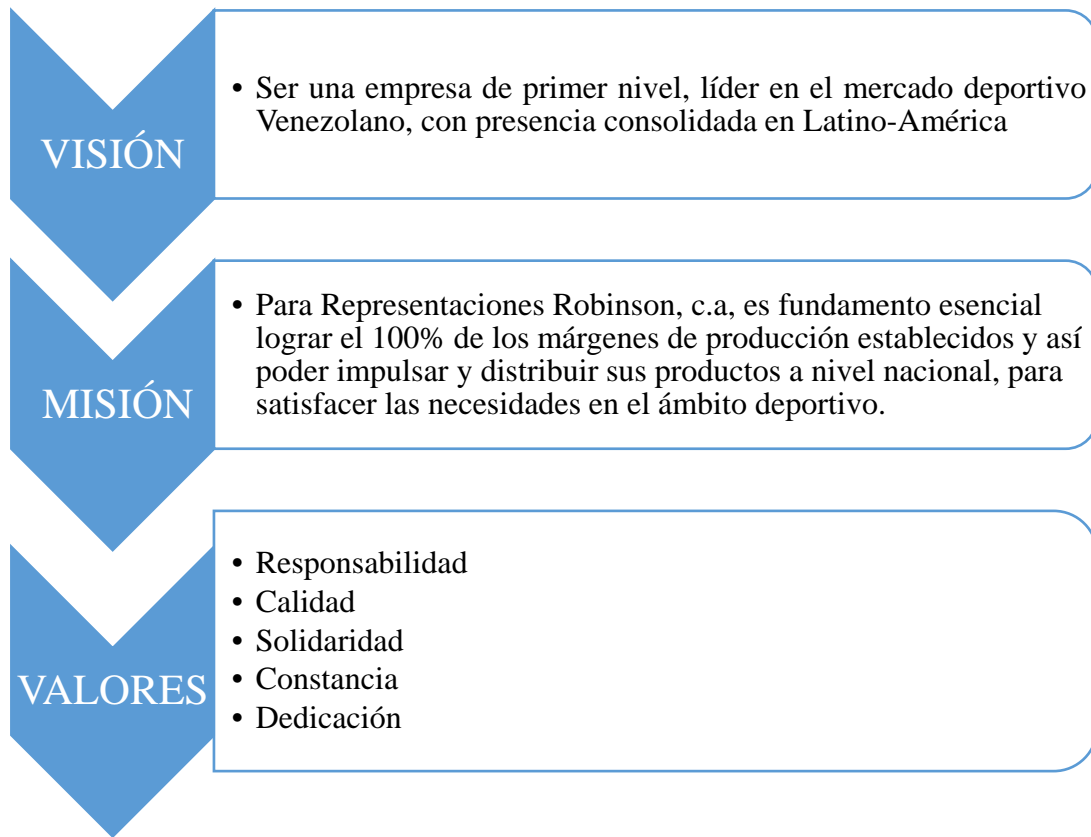 VISIÓN
• Ser una empresa de primer nivel, líder en el mercado deportivo
Venezolano, con presencia consolidada en Latino-América
MISIÓN
• Para Representaciones Robinson, c.a, es fundamento esencial
lograr el 100% de los márgenes de producción establecidos y así
poder impulsar y distribuir sus productos a nivel nacional, para
satisfacer las necesidades en el ámbito deportivo.
VALORES
• Responsabilidad
• Calidad
• Solidaridad
• Constancia
• Dedicación